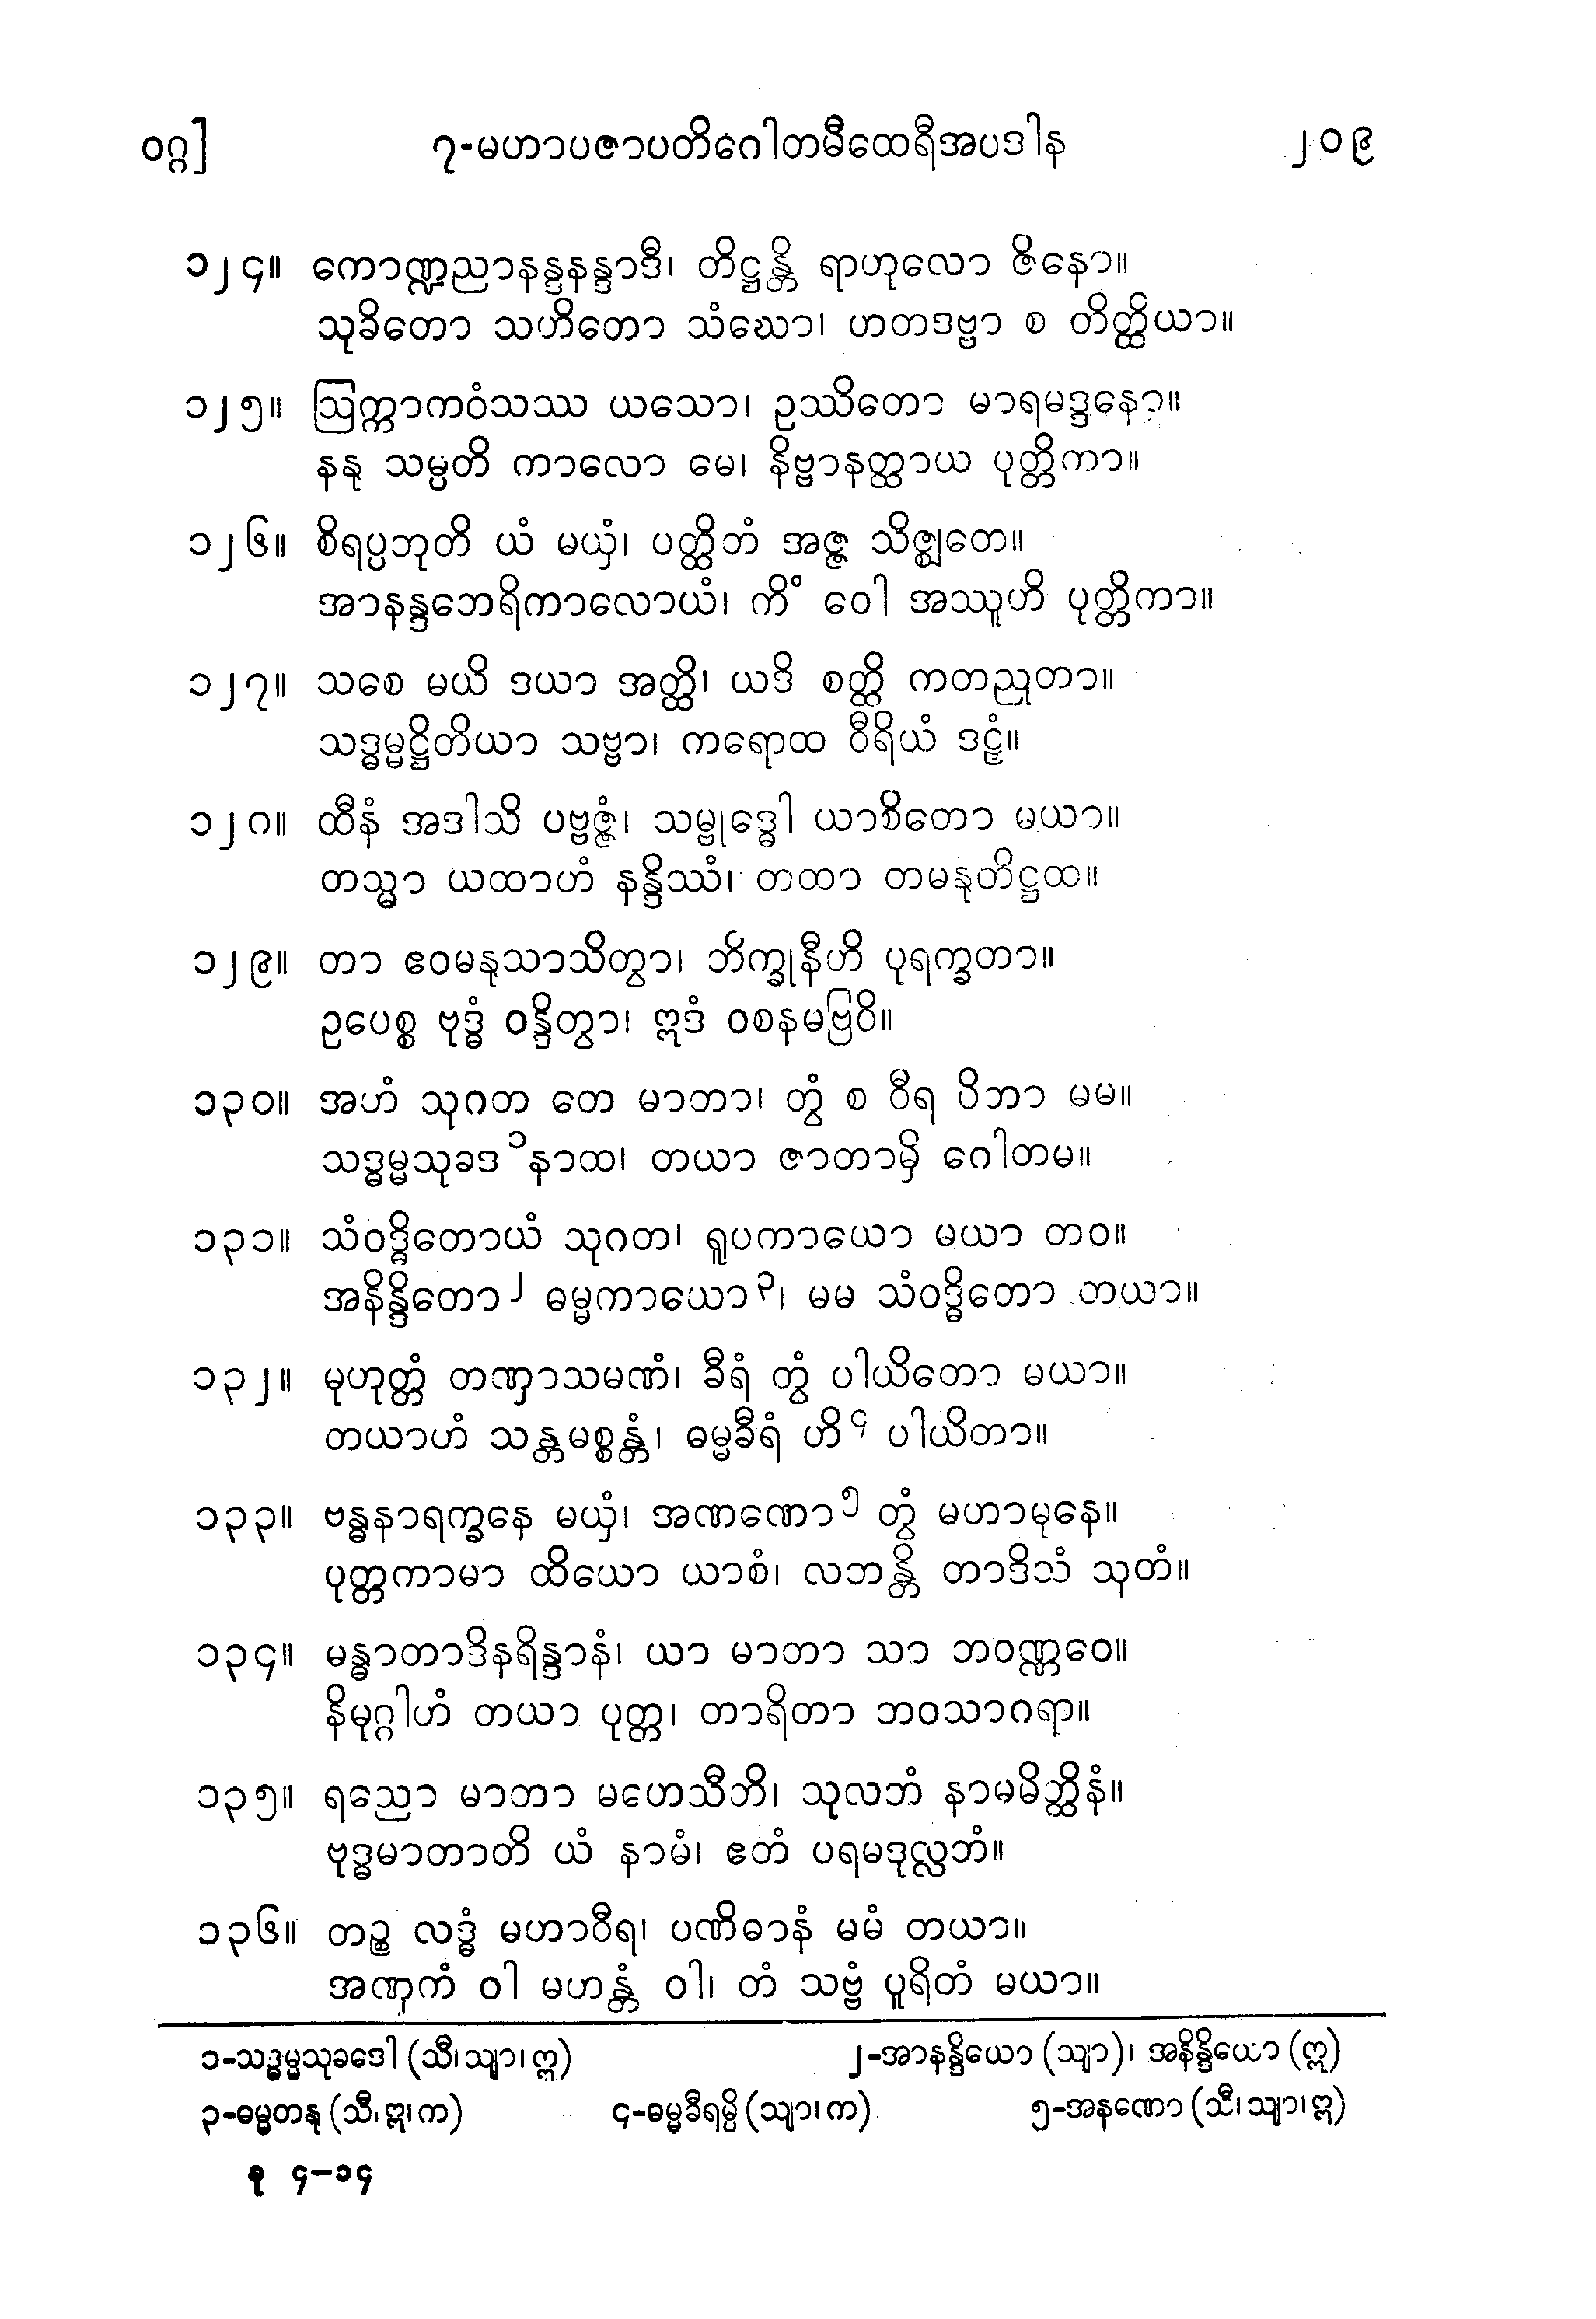 ဝဂ္ဂ] ၇-မဟာပဇာပတိဂေါတမီထေရီအပဒါန ၂၀၉
၁၂၄။ ကောဏ္ဍညာနန္ဒနန္ဒာဒီ၊ တိဋ္ဌန္တိ ရာဟုလော ဇိနော။
သုခိတော သဟိတော သံဃော၊ ဟတဒဗ္ဗာ စ တိတ္ထိယာ။
၁၂၅။ ဩက္ကာကဝံသဿ ယသော၊ ဥဿိတော မာရမဒ္ဒနော။
နနု သမ္ပတိ ကာလော မေ၊ နိဗ္ဗာနတ္ထာယ ပုတ္တိကာ။
၁၂၆။ စိရပ္ပဘုတိ ယံ မယှံ၊ ပတ္ထိတံ အဇ္ဇ သိဇ္ဈတေ။
အာနန္ဒဘေရိကာလောယံ၊ ကိံ ဝေါ အဿူဟိ ပုတ္တိကာ။
၁၂၇။ သစေ မယိ ဒယာ အတ္ထိ၊ ယဒိ စတ္ထိ ကတညုတာ။
သဒ္ဓမ္မဋ္ဌိတိယာ သဗ္ဗာ၊ ကရောထ ဝီရိယံ ဒဠှံ။
၁၂၈။ ထီနံ အဒါသိ ပဗ္ဗဇ္ဇံ၊ သမ္ဗုဒ္ဓေါ ယာစိတော မယာ။
တသ္မာ ယထာဟံ နန္ဒိဿံ၊ တထာ တမနုတိဋ္ဌထ။
၁၂၉။ တာ ဧဝမနုသာသိတွာ၊ ဘိက္ခုနီဟိ ပုရက္ခတာ။
ဥပေစ္စ ဗုဒ္ဓံ ဝန္ဒိတွာ၊ ဣဒံ ဝစနမဗြဝိ။
၁၃၀။ အဟံ သုဂတ တေ မာတာ၊ တွံ စ ဝီရ ပိတာ မမ။
သဒ္ဓမ္မသုခဒ ၁ နာထ၊ တယာ ဇာတာမှိ ဂေါတမ။
၁၃၁။ သံဝဒ္ဓိတောယံ သုဂတ၊ ရူပကာယော မယာ တဝ။
အနိန္ဒိတော ၂ ဓမ္မကာယော ၃၊ မမ သံဝဒ္ဓိတော တယာ။
၁၃၂။ မုဟုတ္တံ တဏှာသမဏံ၊ ခီရံ တွံ ပါယိတော မယာ။
တယာဟံ သန္တမစ္စန္တံ၊ ဓမ္မခီရံ ဟိ ၄ ပါယိတာ။
၁၃၃။ ဗန္ဓနာရက္ခနေ မယှံ၊ အဏဏော ၅ တွံ မဟာမုနေ။
ပုတ္တကာမာ ထိယော ယာစံ၊ လဘန္တိ တာဒိသံ သုတံ။
၁၃၄။ မန္ဓာတာဒိနရိန္ဒာနံ၊ ယာ မာတာ သာ ဘဝဏ္ဏဝေ။
နိမုဂ္ဂါဟံ တယာ ပုတ္တ၊ တာရိတာ ဘဝသာဂရာ။
၁၃၅။ ရညော မာတာ မဟေသီတိ၊ သုလဘံ နာမမိတ္ထိနံ။
ဗုဒ္ဓမာတာတိ ယံ နာမံ၊ ဧတံ ပရမဒုလ္လဘံ။
၁၃၆။ တဉ္စ လဒ္ဓံ မဟာဝီရ၊ ပဏိဓာနံ မမံ တယာ။
အဏုကံ ဝါ မဟန္တံ ဝါ၊ တံ သဗ္ဗံ ပူရိတံ မယာ။
၁-သဒ္ဓမ္မသုခဒေါ (သီ၊သျာ၊ဣ) ၂-အာနန္ဒိယော (သျာ)၊ အနိန္ဒိယော (ဣ)
၃-ဓမ္မတနု (သီ၊ဣ၊က) ၄-ဓမ္မခီရမ္ပိ (သျာ၊က) ၅-အနဏော (သီ၊သျာ၊ဣ)
ခု ၄–၁၄